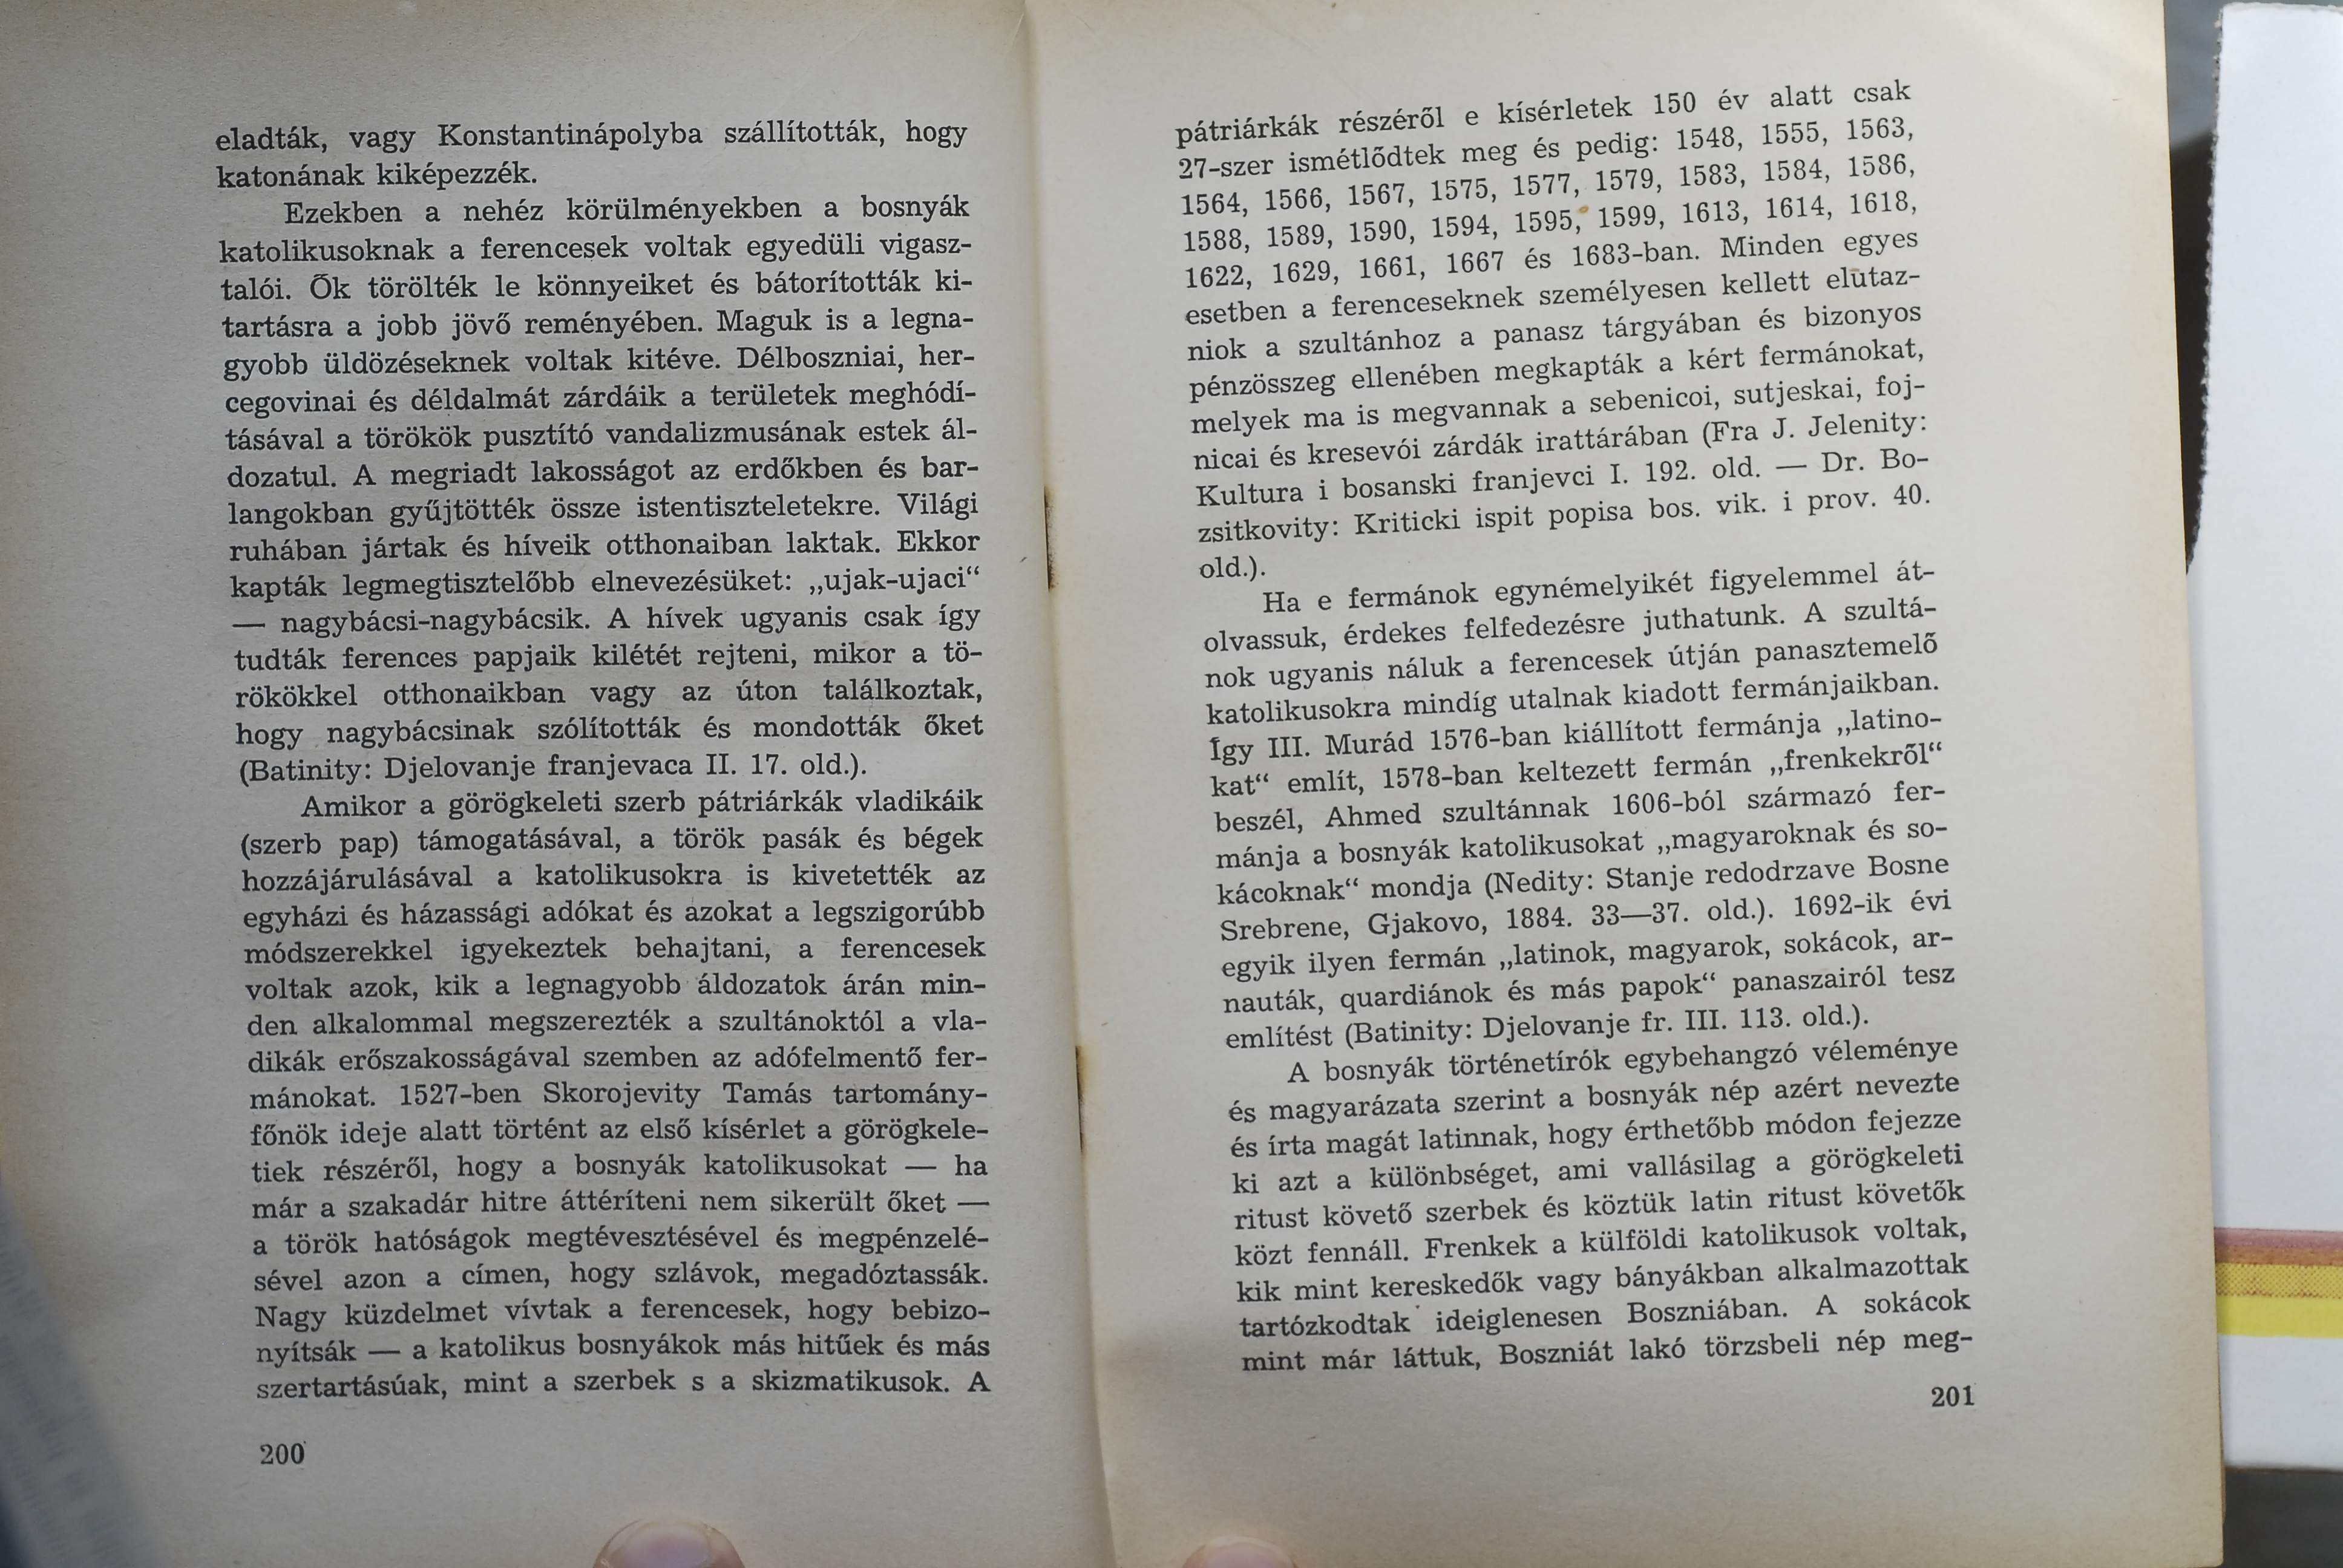 eladták, vagy Konstantinápolyba szállították, hogy
katonának kiképezzék.
Ezekben a nehéz körülményekben a bosnyák
katolikusoknak a ferencesek voltak egyedüli vigasz-
talói. Ők törölték le könnyeiket és bátorították ki-
tartásra a jobb jövő reményében. Maguk is a legna-
gyobb üldözéseknek voltak kitéve. Délboszniai, her-
cegovinai és déldalmát zárdáik a területek meghódí-
tásával a törökök pusztító vandalizmusának estek ál-
dozatul. A megriadt lakosságot az erdőkben és bar-
langokban gyűjtötték össze istentiszteletekre. Világi
ruhában jártak és híveik otthonaiban laktak. Ekkor
kapták legmegtisztelőbb elnevezésüket: „ujak-ujaci“
— nagybácsi-nagybácsik. A hívek ugyanis csak így
tudták ferences papjaik kilétét rejteni, mikor a tö-
rökökkel otthonaikban vagy az úton találkoztak,
hogy nagybácsinak szólították és mondották őket
(Batinity: Djelovanje franjevaca II. 17. old.).
Amikor a görögkeleti szerb pátriárkák vladikáik
(szerb pap) támogatásával, a török pasák és bégek
hozzájárulásával a katolikusokra is kivetették az
egyházi és házassági adókat és azokat a legszigorúbb
módszerekkel igyekeztek behajtani, a ferencesek
voltak azok, kik a legnagyobb áldozatok árán min-
den alkalommal megszerezték a szultánoktól a vla-
dikák erőszakosságával szemben az adófelmentő fer-
mánokat. 1527-ben Skorojevity Tamás tartomány-
főnök ideje alatt történt az első kísérlet a görögkele-
tiek részéről, hogy a bosnyák katolikusokat — ha
már a szakadár hitre áttéríteni nem sikerült őket —
a török hatóságok megtévesztésével és megpénzelé-
sével azon a címen, hogy szlávok, megadóztassák.
Nagy küzdelmet vívtak a ferencesek, hogy bebizo-
nyítsák — a katolikus bosnyákok más hitűek és más
szertartásúak, mint a szerbek s a skizmatikusok. A
200
pátriárkák részéről e kísérletek 150 év alatt csak
27-szer ismétlődtek meg és pedig: 1548, 1555, 1563,
1564, 1566, 1567, 1575, 1577, 1579, 1583, 1584, 1586,
1588, 1589, 1590, 1594, 1595, 1599, 1613, 1614, 1618,
1622, 1629, 1661, 1667 és 1683-ban. Minden egyes
esetben a ferenceseknek személyesen kellett elutaz-
niok a szultánhoz a panasz tárgyában és bizonyos
pénzösszeg ellenében megkapták a kért fermánokat,
melyek ma is megvannak a sebenicoi, sutjeskai, foj-
nicai és kresevói zárdák irattárában (Fra J. Jelenity:
Kultura i bosanski franjevci I. 192. old. — Dr. Bo-
zsitkovity: Kriticki ispit popisa bos. vik. i prov. 40.
old.).
Ha e fermánok egynémelyikét figyelemmel át-
olvassuk, érdekes felfedezésre juthatunk. A szultá-
nok ugyanis náluk a ferencesek útján panasztemelő
katolikusokra mindíg utalnak kiadott fermánjaikban.
Így III. Murád 1576-ban kiállított fermánja „latino-
kat“ említ, 1578-ban keltezett fermán „frenkekről“
beszél, Ahmed szultánnak 1606-ból származó fer-
mánja a bosnyák katolikusokat „magyaroknak és so-
kácoknak“ mondja (Nedity: Stanje redodrzave Bosne
Srebrene, Gjakovo, 1884. 33—37. old.). 1692-ik évi
egyik ilyen fermán „latinok, magyarok, sokácok, ar-
nauták, quardiánok és más papok“ panaszairól tesz
említést (Batinity: Djelovanje fr. III. 113. old.).
A bosnyák történetírók egybehangzó véleménye
és magyarázata szerint a bosnyák nép azért nevezte
és írta magát latinnak, hogy érthetőbb módon fejezze
ki azt a különbséget, ami vallásilag a görögkeleti
ritust követő szerbek és köztük latin ritust követők
közt fennáll. Frenkek a külföldi katolikusok voltak,
kik mint kereskedők vagy bányákban alkalmazottak
tartózkodtak ideiglenesen Boszniában. A sokácok
mint már láttuk, Boszniát lakó törzsbeli nép meg-
201